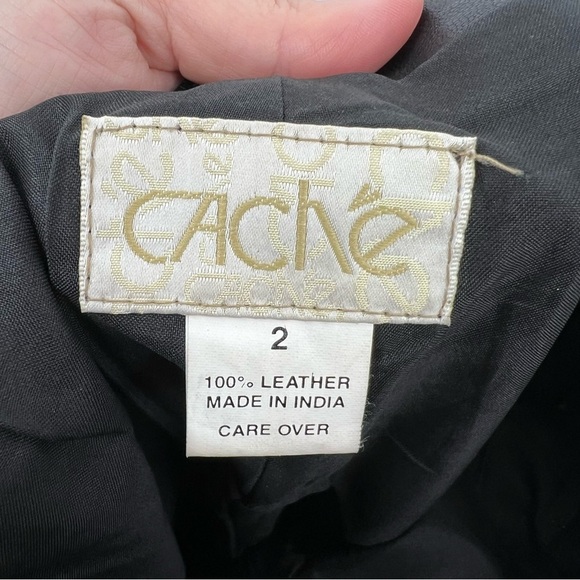 CAché
2
100% LEATHER
MADE IN INDIA
CARE OVER